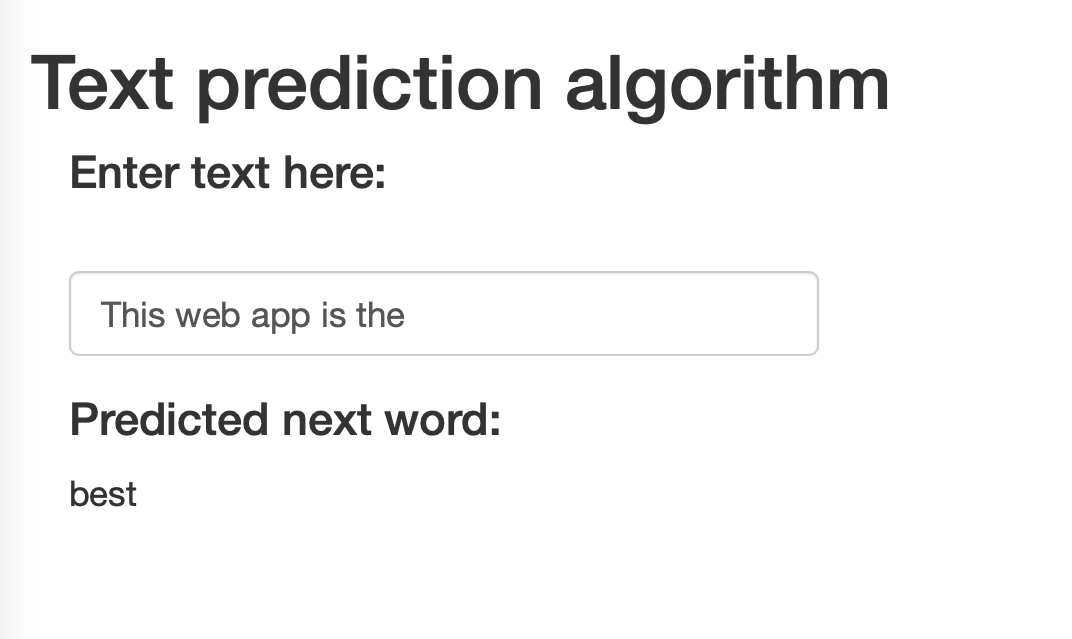 Text prediction algorithm
Enter text here:
This web app is the
Predicted next word:
best